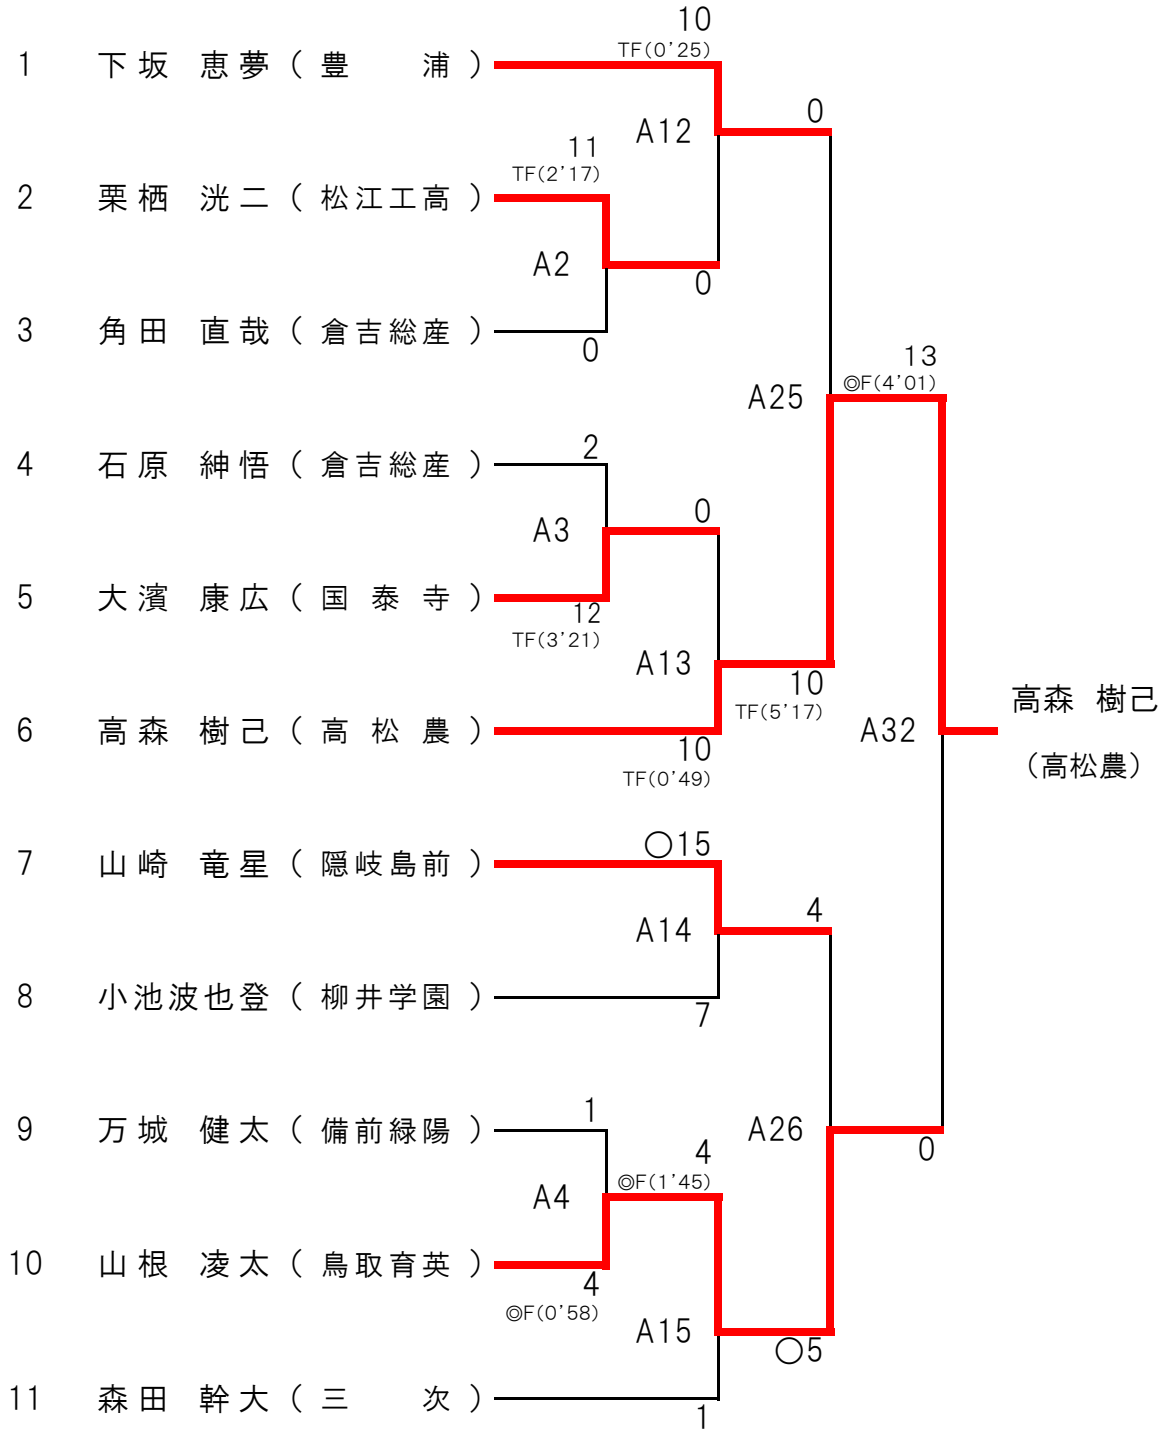 10
TF(0'25)
1 下坂 恵夢 ( 豊 浦 )
0
A12
11
TF(2'17)
2 栗栖 洸二 ( 松江工高 )
A2
0
3 角田 直哉 ( 倉吉総産 )
0
13
◎F(4'01)
A25
2
4 石原 紳悟 ( 倉吉総産 )
0
A3
5 大濱 康広 ( 国泰寺 )
12
TF(3'21)
A13
10
TF(5'17)
高森 樹己
6 高森 樹己 ( 高松農 )
A32
10
TF(0'49)
(高松農)
○15
7 山崎 竜星 ( 隠岐島前 )
4
A14
8 小池波也登 ( 柳井学園 )
7
1
9 万城 健太 ( 備前緑陽 )
A26
0
4
◎F(1'45)
A4
10 山根 凌太 ( 鳥取育英 )
4
◎F(0'58)
A15
○5
11 森田 幹大 ( 三 次 )
1